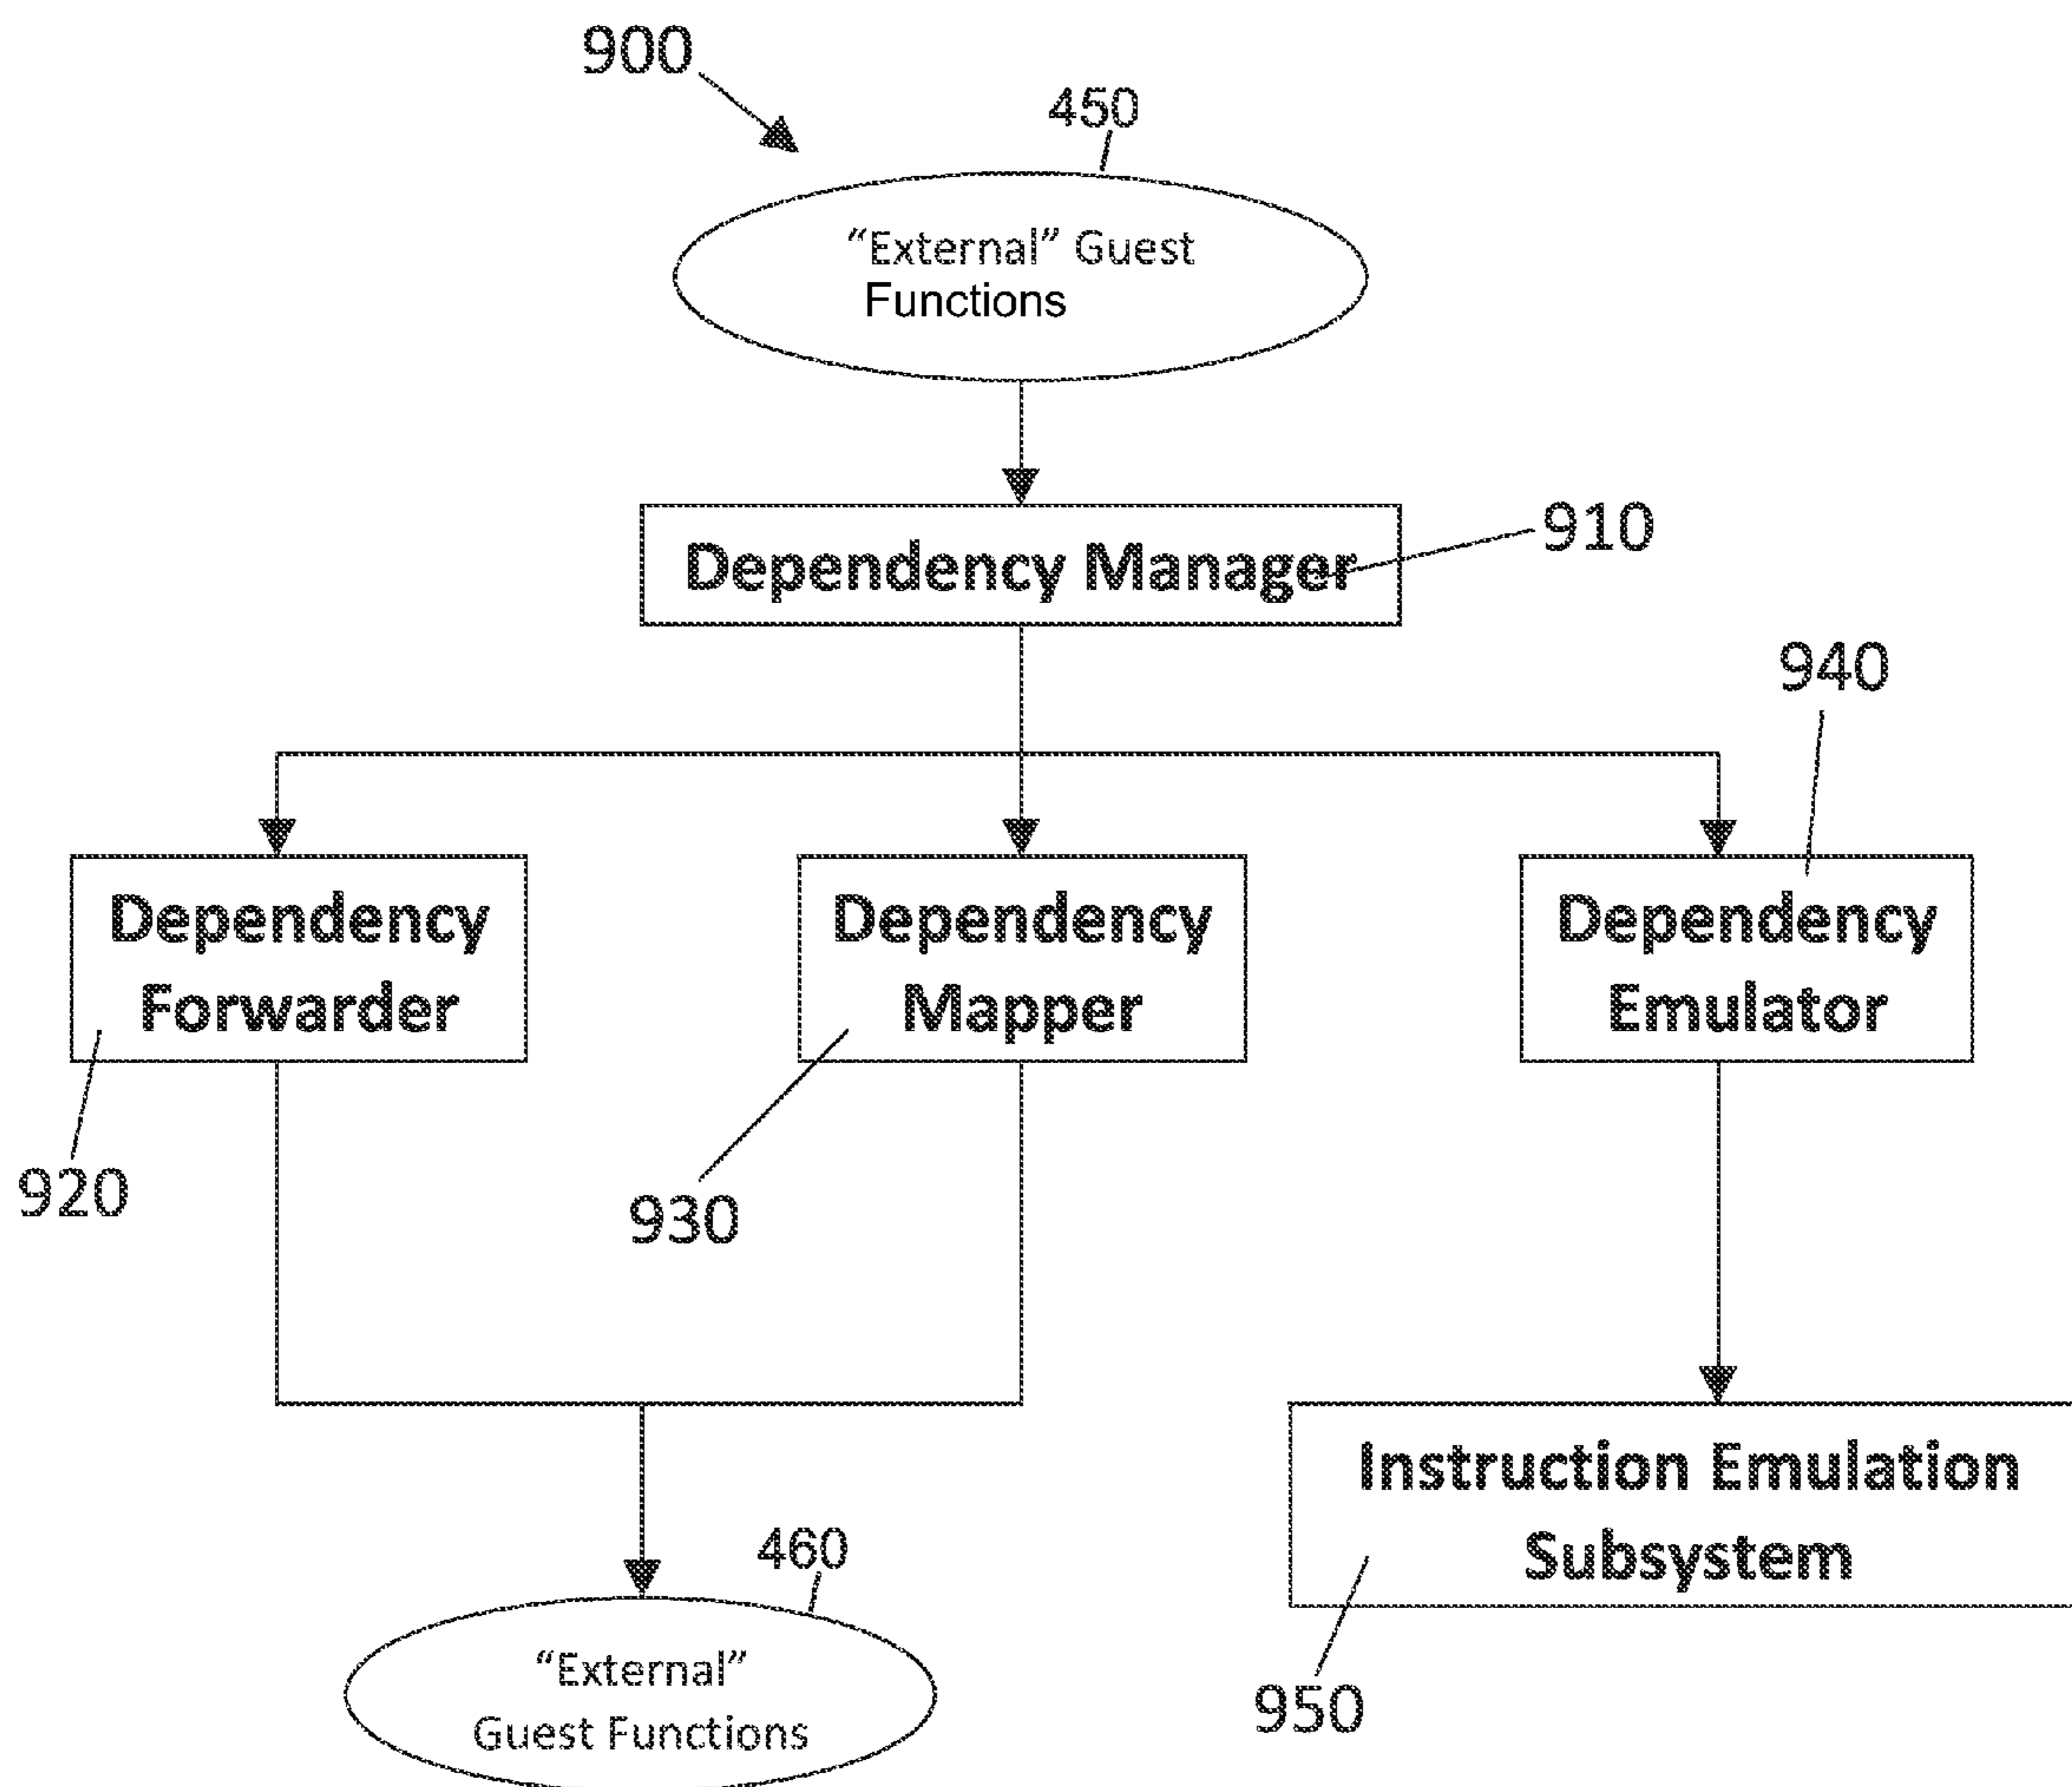 900
450
“External” Guest
Functions
Dependency Manager
910
940
Dependency
Forwarder
Dependency
Mapper
Dependency
Emulator
920
930
Instruction Emulation
Subsystem
460
“External”
Guest Functions
950